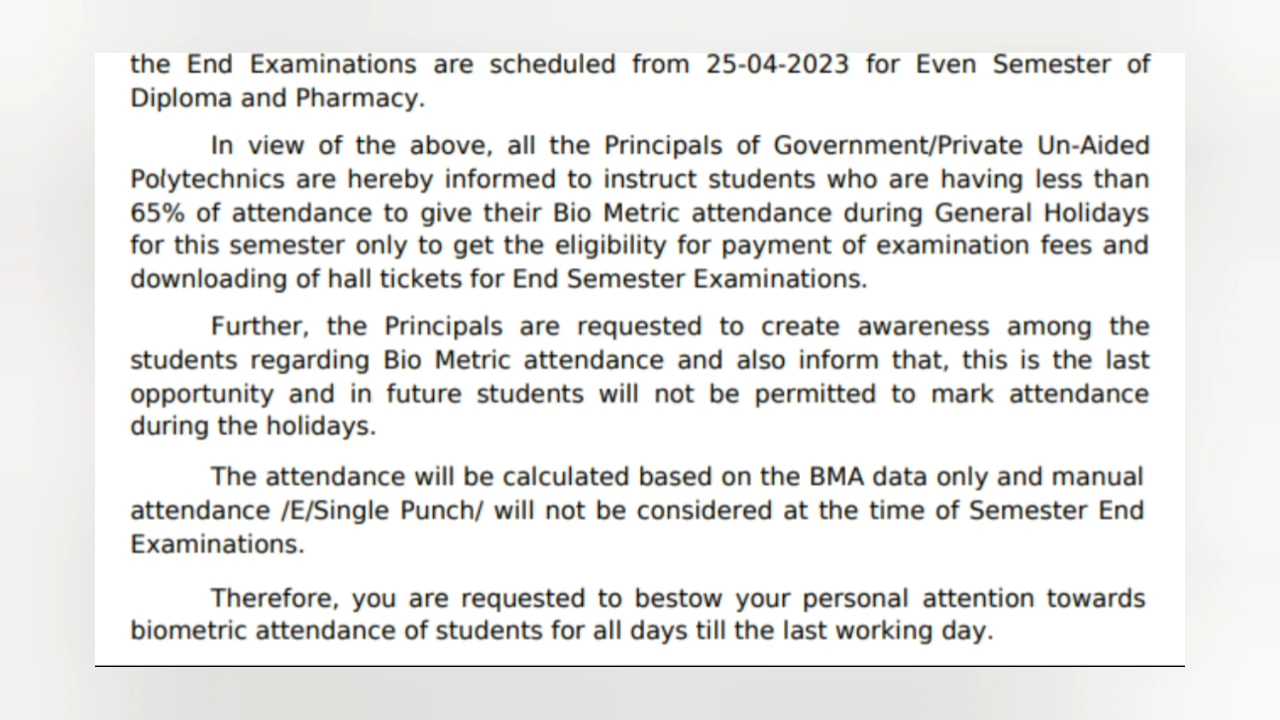 the End Examinations are scheduled from 25-04-2023 for Even Semester of
Diploma and Pharmacy.
In view of the above, all the Principals of Government/Private Un-Aided
Polytechnics are hereby informed to instruct students who are having less than
65% of attendance to give their Bio Metric attendance during General Holidays
for this semester only to get the eligibility for payment of examination fees and
downloading of hall tickets for End Semester Examinations.
Further, the Principals are requested to create awareness among the
students regarding Bio Metric attendance and also inform that, this is the last
opportunity and in future students will not be permitted to mark attendance
during the holidays.
The attendance will be calculated based on the BMA data only and manual
attendance /E/Single Punch/ will not be considered at the time of Semester End
Examinations.
Therefore, you are requested to bestow your personal attention towards
biometric attendance of students for all days till the last working day.